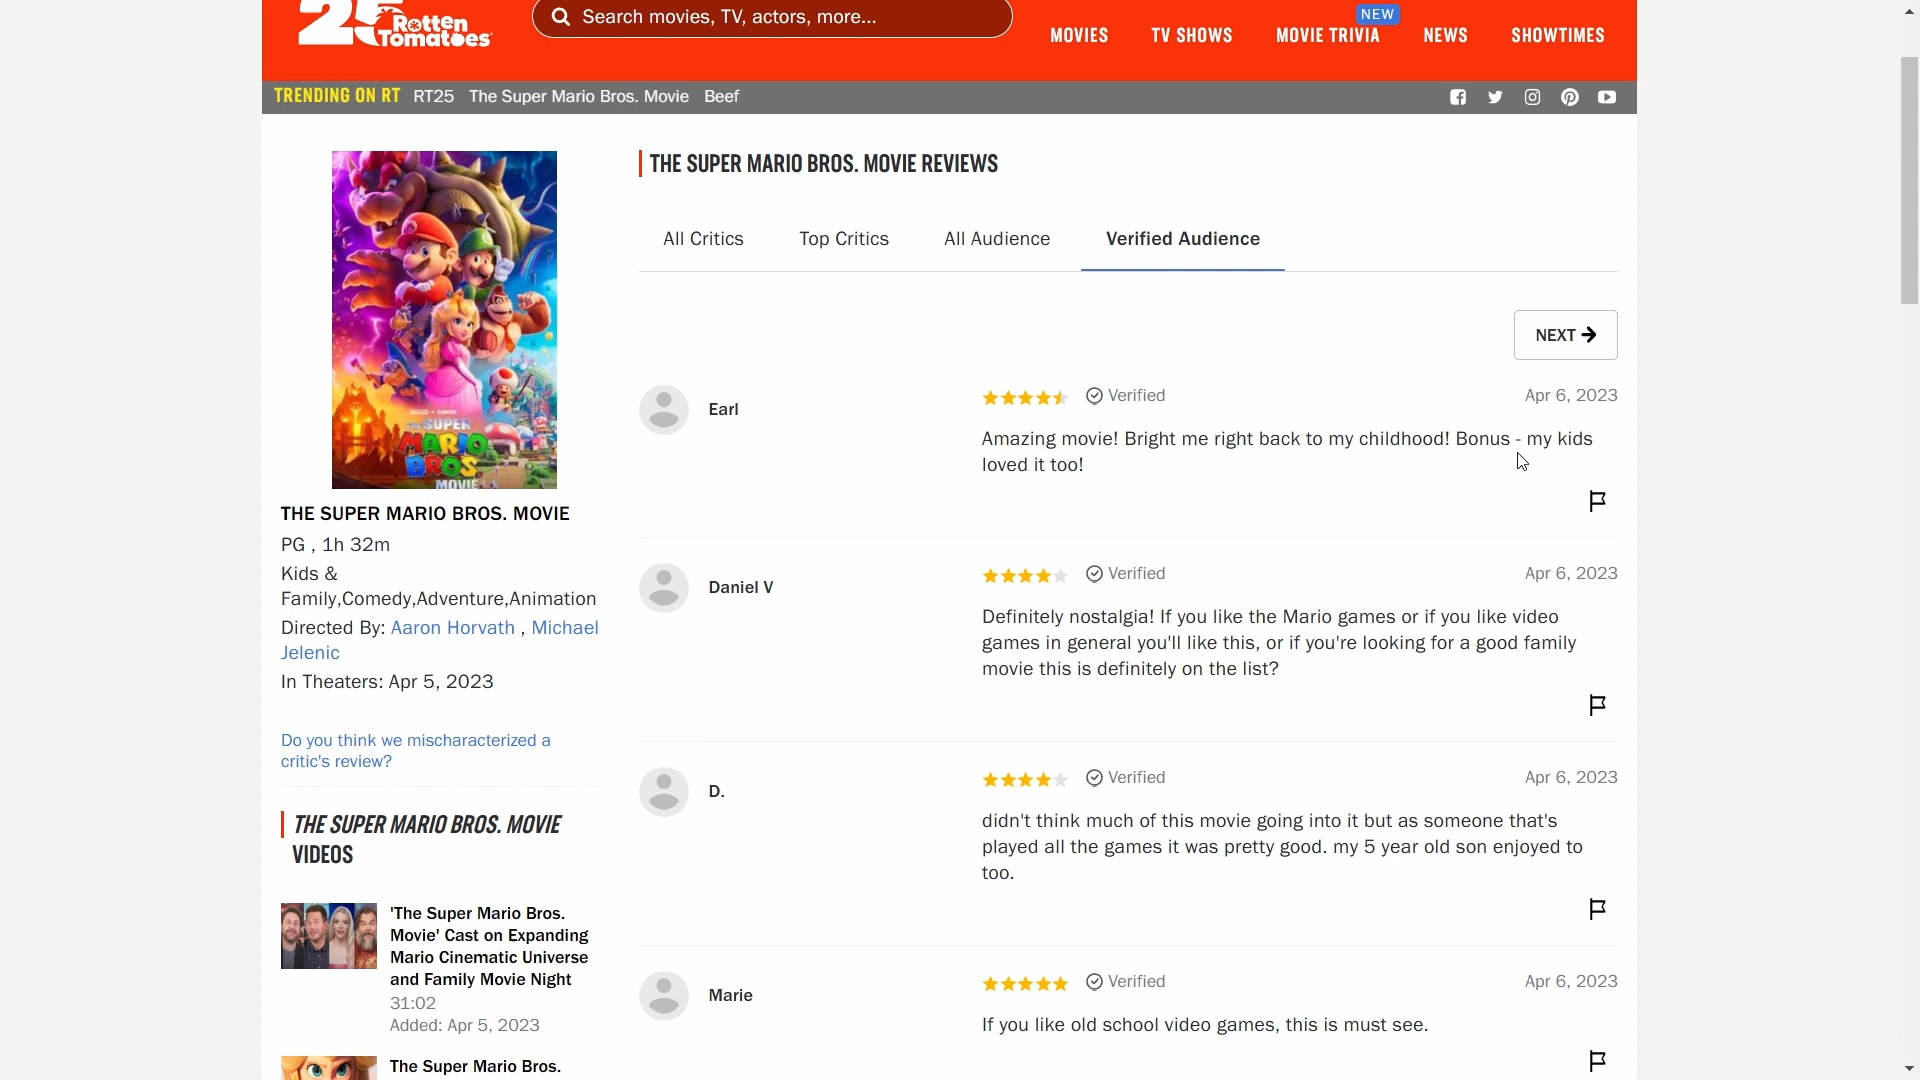 25 Rotten Tomatoes
Search movies, TV, actors, more...
MOVIES
TV SHOWS
NEW
MOVIE TRIVIA
NEWS
SHOWTIMES
TRENDING ON RT
RT25
The Super Mario Bros. Movie
Beef
THE SUPER MARIO BROS. MOVIE
THE SUPER MARIO BROS. MOVIE
PG , 1h 32m
Kids &
Family,Comedy,Adventure,Animation
Directed By: Aaron Horvath , Michael
Jelenic
In Theaters: Apr 5, 2023
Do you think we mischaracterized a
critic's review?
THE SUPER MARIO BROS. MOVIE
VIDEOS
'The Super Mario Bros.
Movie' Cast on Expanding
Mario Cinematic Universe
and Family Movie Night
31:02
Added: Apr 5, 2023
The Super Mario Bros.
THE SUPER MARIO BROS. MOVIE REVIEWS
All Critics
Top Critics
All Audience
Verified Audience
NEXT
Earl
Verified
Apr 6, 2023
Amazing movie! Bright me right back to my childhood! Bonus - my kids
loved it too!
Daniel V
Verified
Apr 6, 2023
Definitely nostalgia! If you like the Mario games or if you like video
games in general you'll like this, or if you're looking for a good family
movie this is definitely on the list?
D.
Verified
Apr 6, 2023
didn't think much of this movie going into it but as someone that's
played all the games it was pretty good. my 5 year old son enjoyed to
too.
Marie
Verified
Apr 6, 2023
If you like old school video games, this is must see.